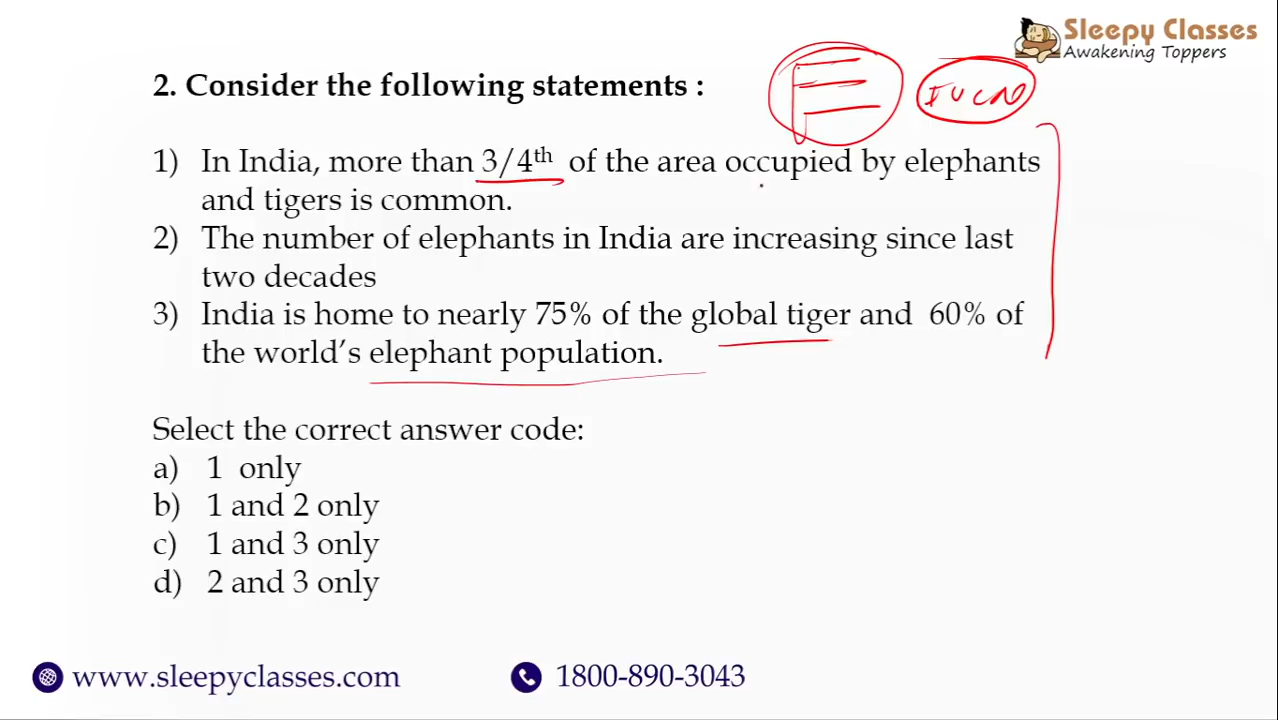 Sleepy Classes
Awakening Toppers
2. Consider the following statements :
IUCN
1) In India, more than 3/4th of the area occupied by elephants
and tigers is common.
2) The number of elephants in India are increasing since last
two decades
3) India is home to nearly 75% of the global tiger and 60% of
the world's elephant population.
Select the correct answer code:
a) 1 only
b) 1 and 2 only
c) 1 and 3 only
d) 2 and 3 only
www.sleepyclasses.com
1800-890-3043